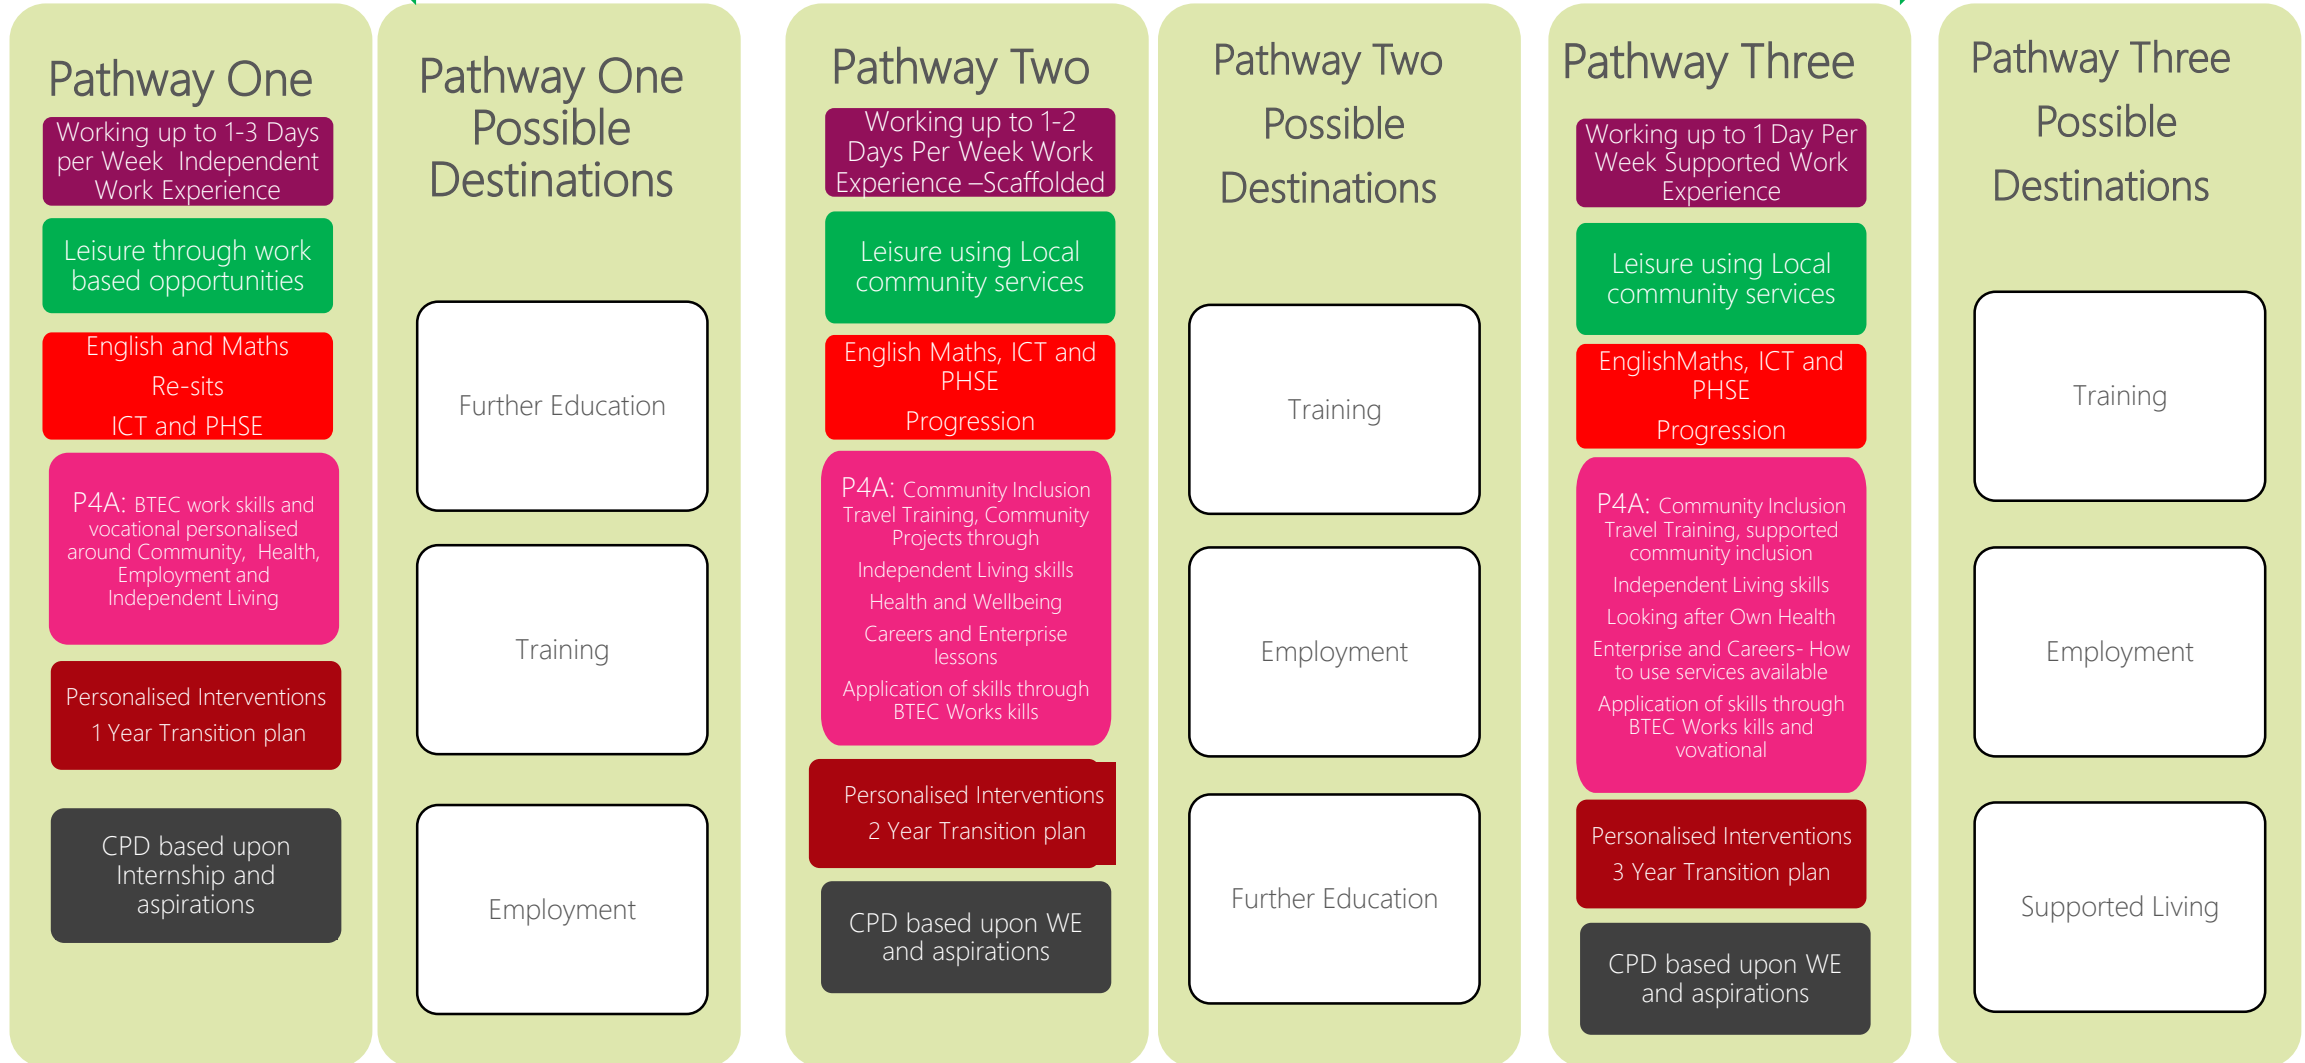 Pathway One
Working up to 1-3 Days
per Week Independent
Work Experience
Leisure through work
based opportunities
English and Maths
Re-sits
ICT and PHSE
P4A: BTEC work skills and
vocational personalised
around Community, Health,
Employment and
Independent Living
Personalised Interventions
1 Year Transition plan
CPD based upon
Internship and
aspirations
Pathway One
Possible
Destinations
Further Education
Training
Employment
Pathway Two
Working up to 1-2
Days Per Week Work
Experience –Scaffolded
Leisure using Local
community services
English Maths, ICT and
PHSE
Progression
P4A: Community Inclusion
Travel Training, Community
Projects through
Independent Living skills
Health and Wellbeing
Careers and Enterprise
lessons
Application of skills through
BTEC Works kills
Personalised Interventions
2 Year Transition plan
CPD based upon WE
and aspirations
Pathway Two
Possible
Destinations
Training
Employment
Further Education
Pathway Three
Working up to 1 Day Per
Week Supported Work
Experience
Leisure using Local
community services
EnglishMaths, ICT and
PHSE
Progression
P4A: Community Inclusion
Travel Training, supported
community inclusion
Independent Living skills
Looking after Own Health
Enterprise and Careers- How
to use services available
Application of skills through
BTEC Works kills and
vovational
Personalised Interventions
3 Year Transition plan
CPD based upon WE
and aspirations
Pathway Three
Possible
Destinations
Training
Employment
Supported Living